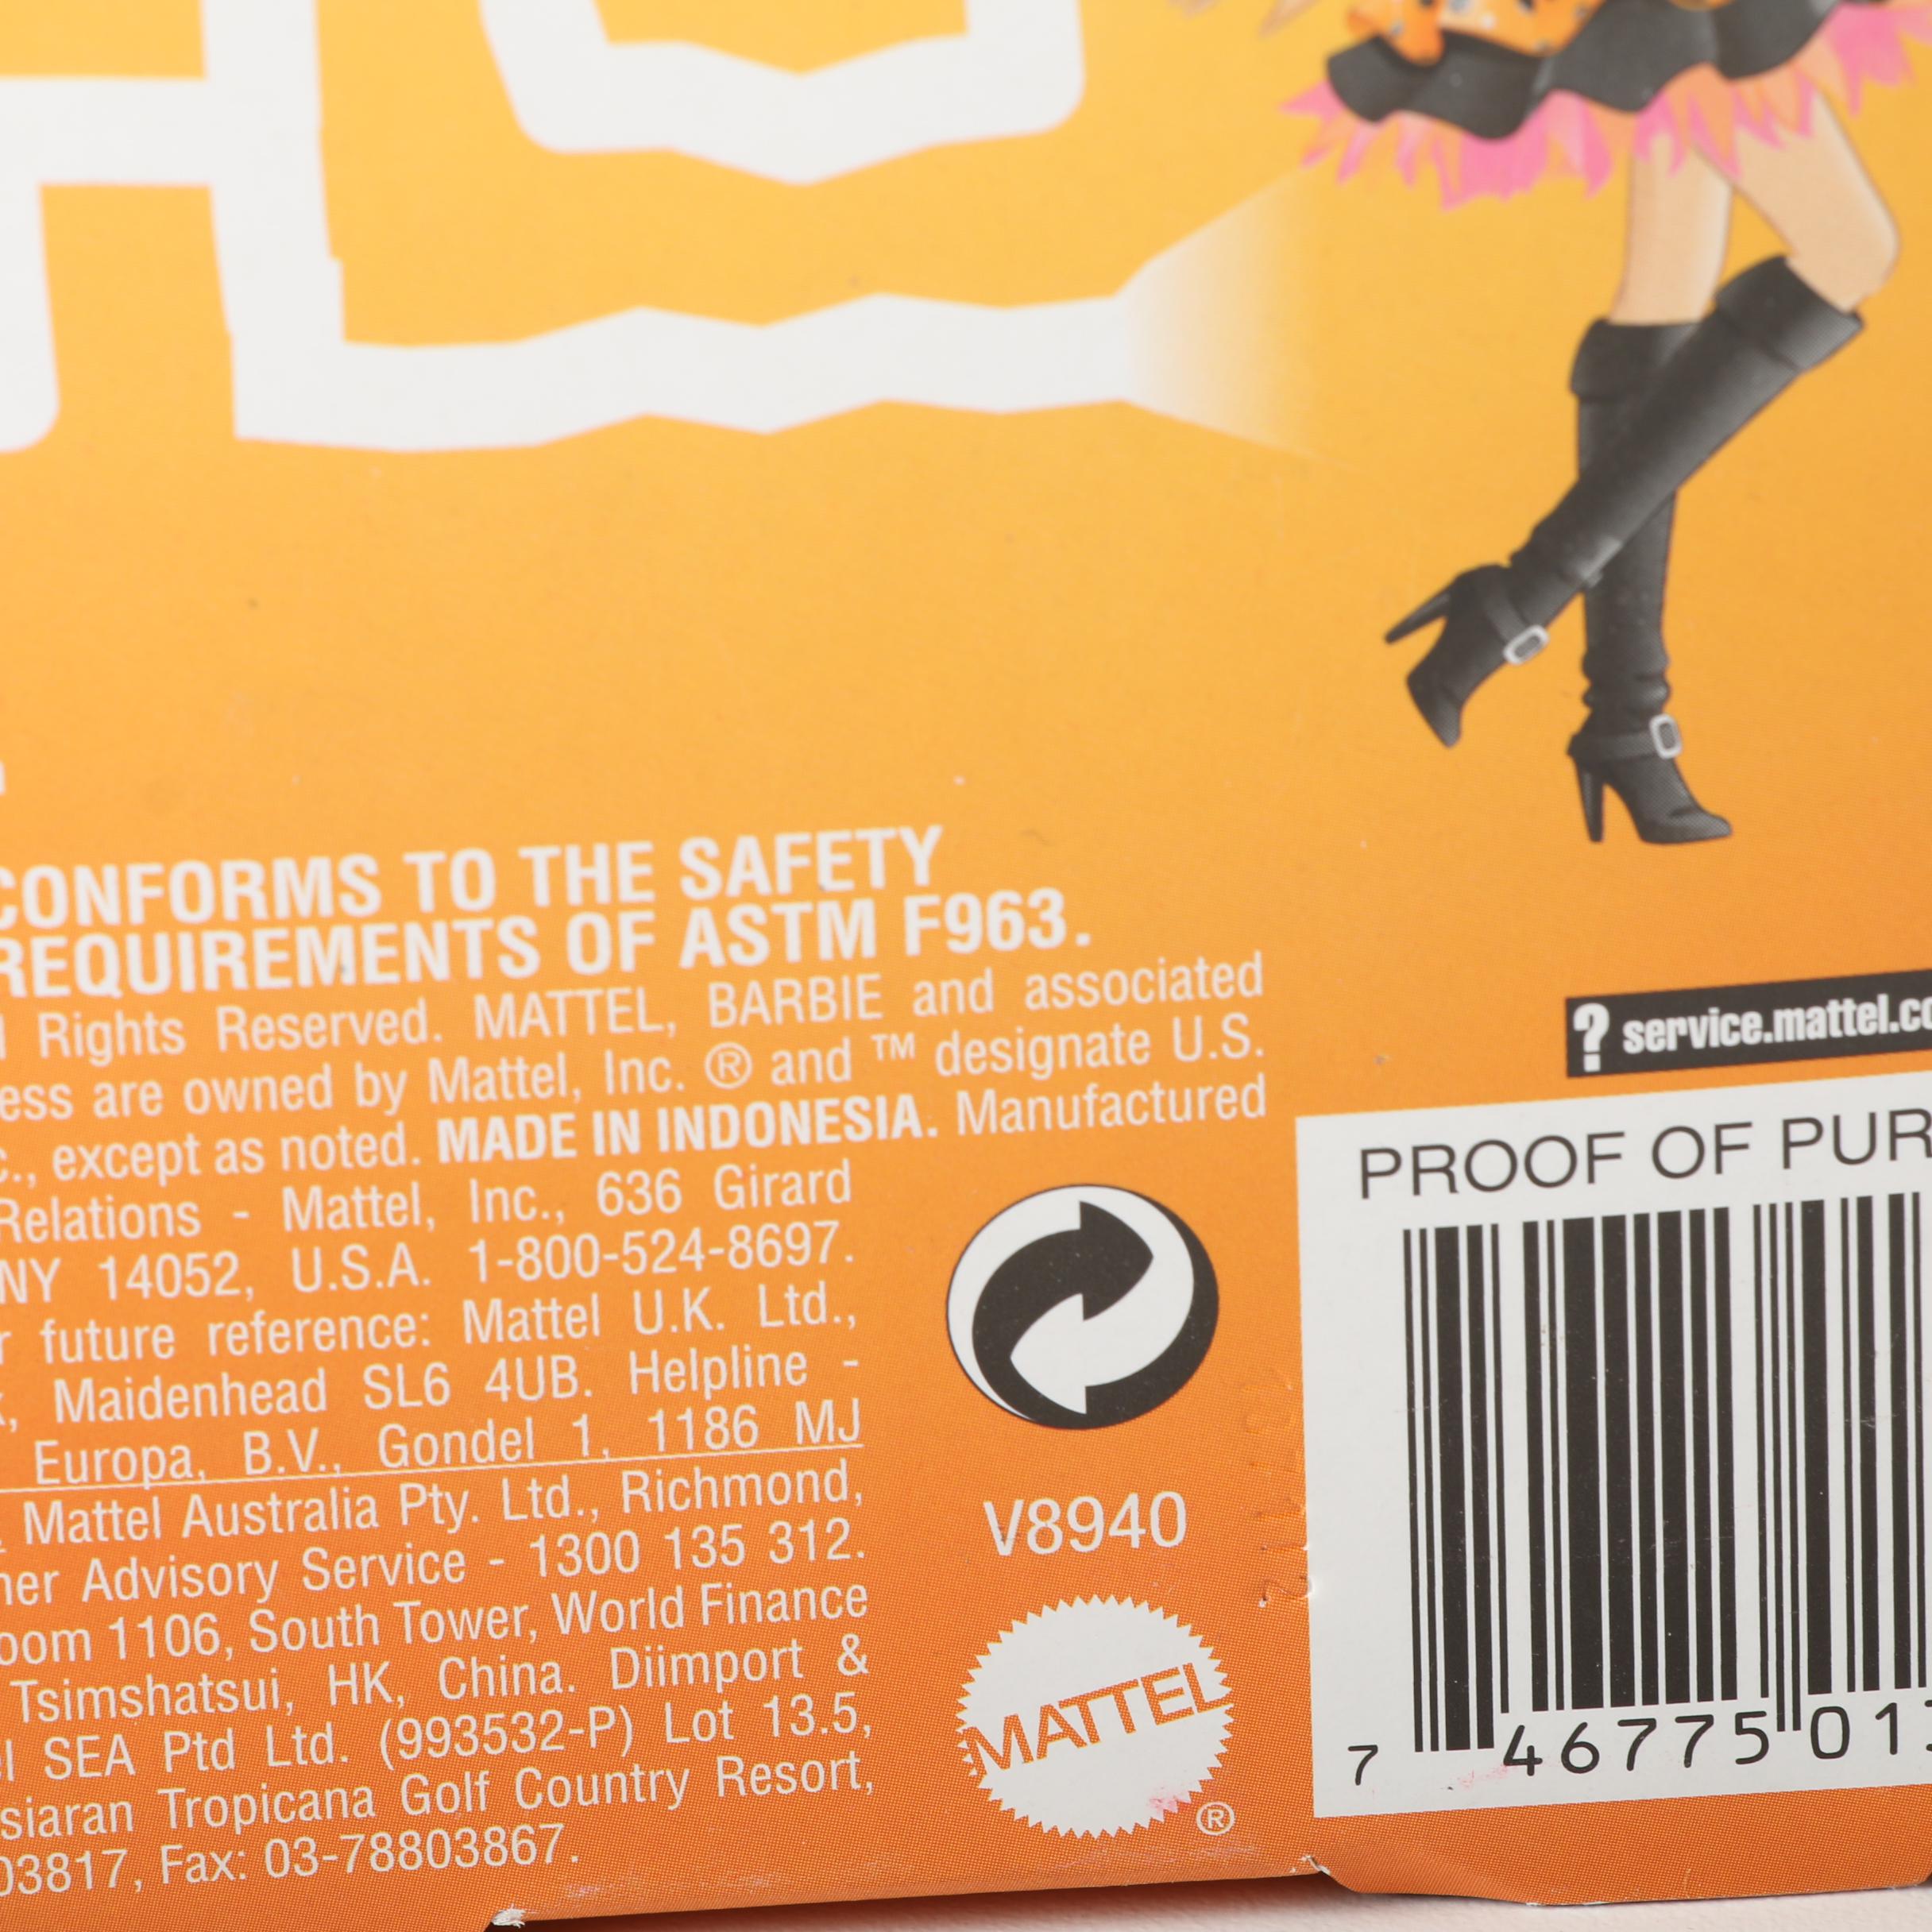 CONFORMS TO THE SAFETY
REQUIREMENTS OF ASTM F963.
Rights Reserved. MATTEL, BARBIE and associated
are owned by Mattel, Inc. ® and ™ designate U.S.
except as noted. MADE IN INDONESIA. Manufactured
Relations - Mattel, Inc., 636 Girard
NY 14052, U.S.A. 1-800-524-8697.
future reference: Mattel U.K. Ltd.,
Maidenhead SL6 4UB. Helpline -
Europa, B.V., Gondel 1, 1186 MJ
Mattel Australia Pty. Ltd., Richmond,
Advisory Service - 1300 135 312.
1106, South Tower, World Finance
Tsimshatsui, HK, China. Diimport &
SEA Ptd Ltd. (993532-P) Lot 13.5,
Tropicana Golf Country Resort,
03817, Fax: 03-78803867.
V8940
MATTEL
®
? service.mattel.co
PROOF OF PUR
7 46775 01